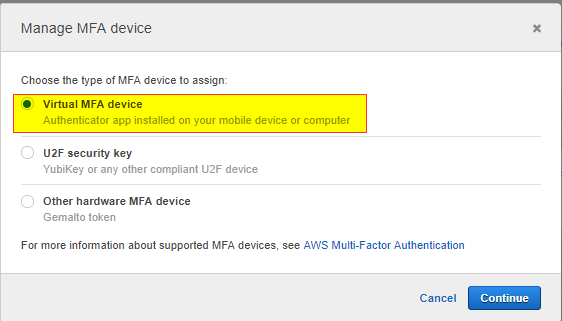 Manage MFA device
×
Choose the type of MFA device to assign:
Virtual MFA device
Authenticator app installed on your mobile device or computer
U2F security key
YubiKey or any other compliant U2F device
Other hardware MFA device
Gemalto token
For more information about supported MFA devices, see AWS Multi-Factor Authentication
Cancel Continue